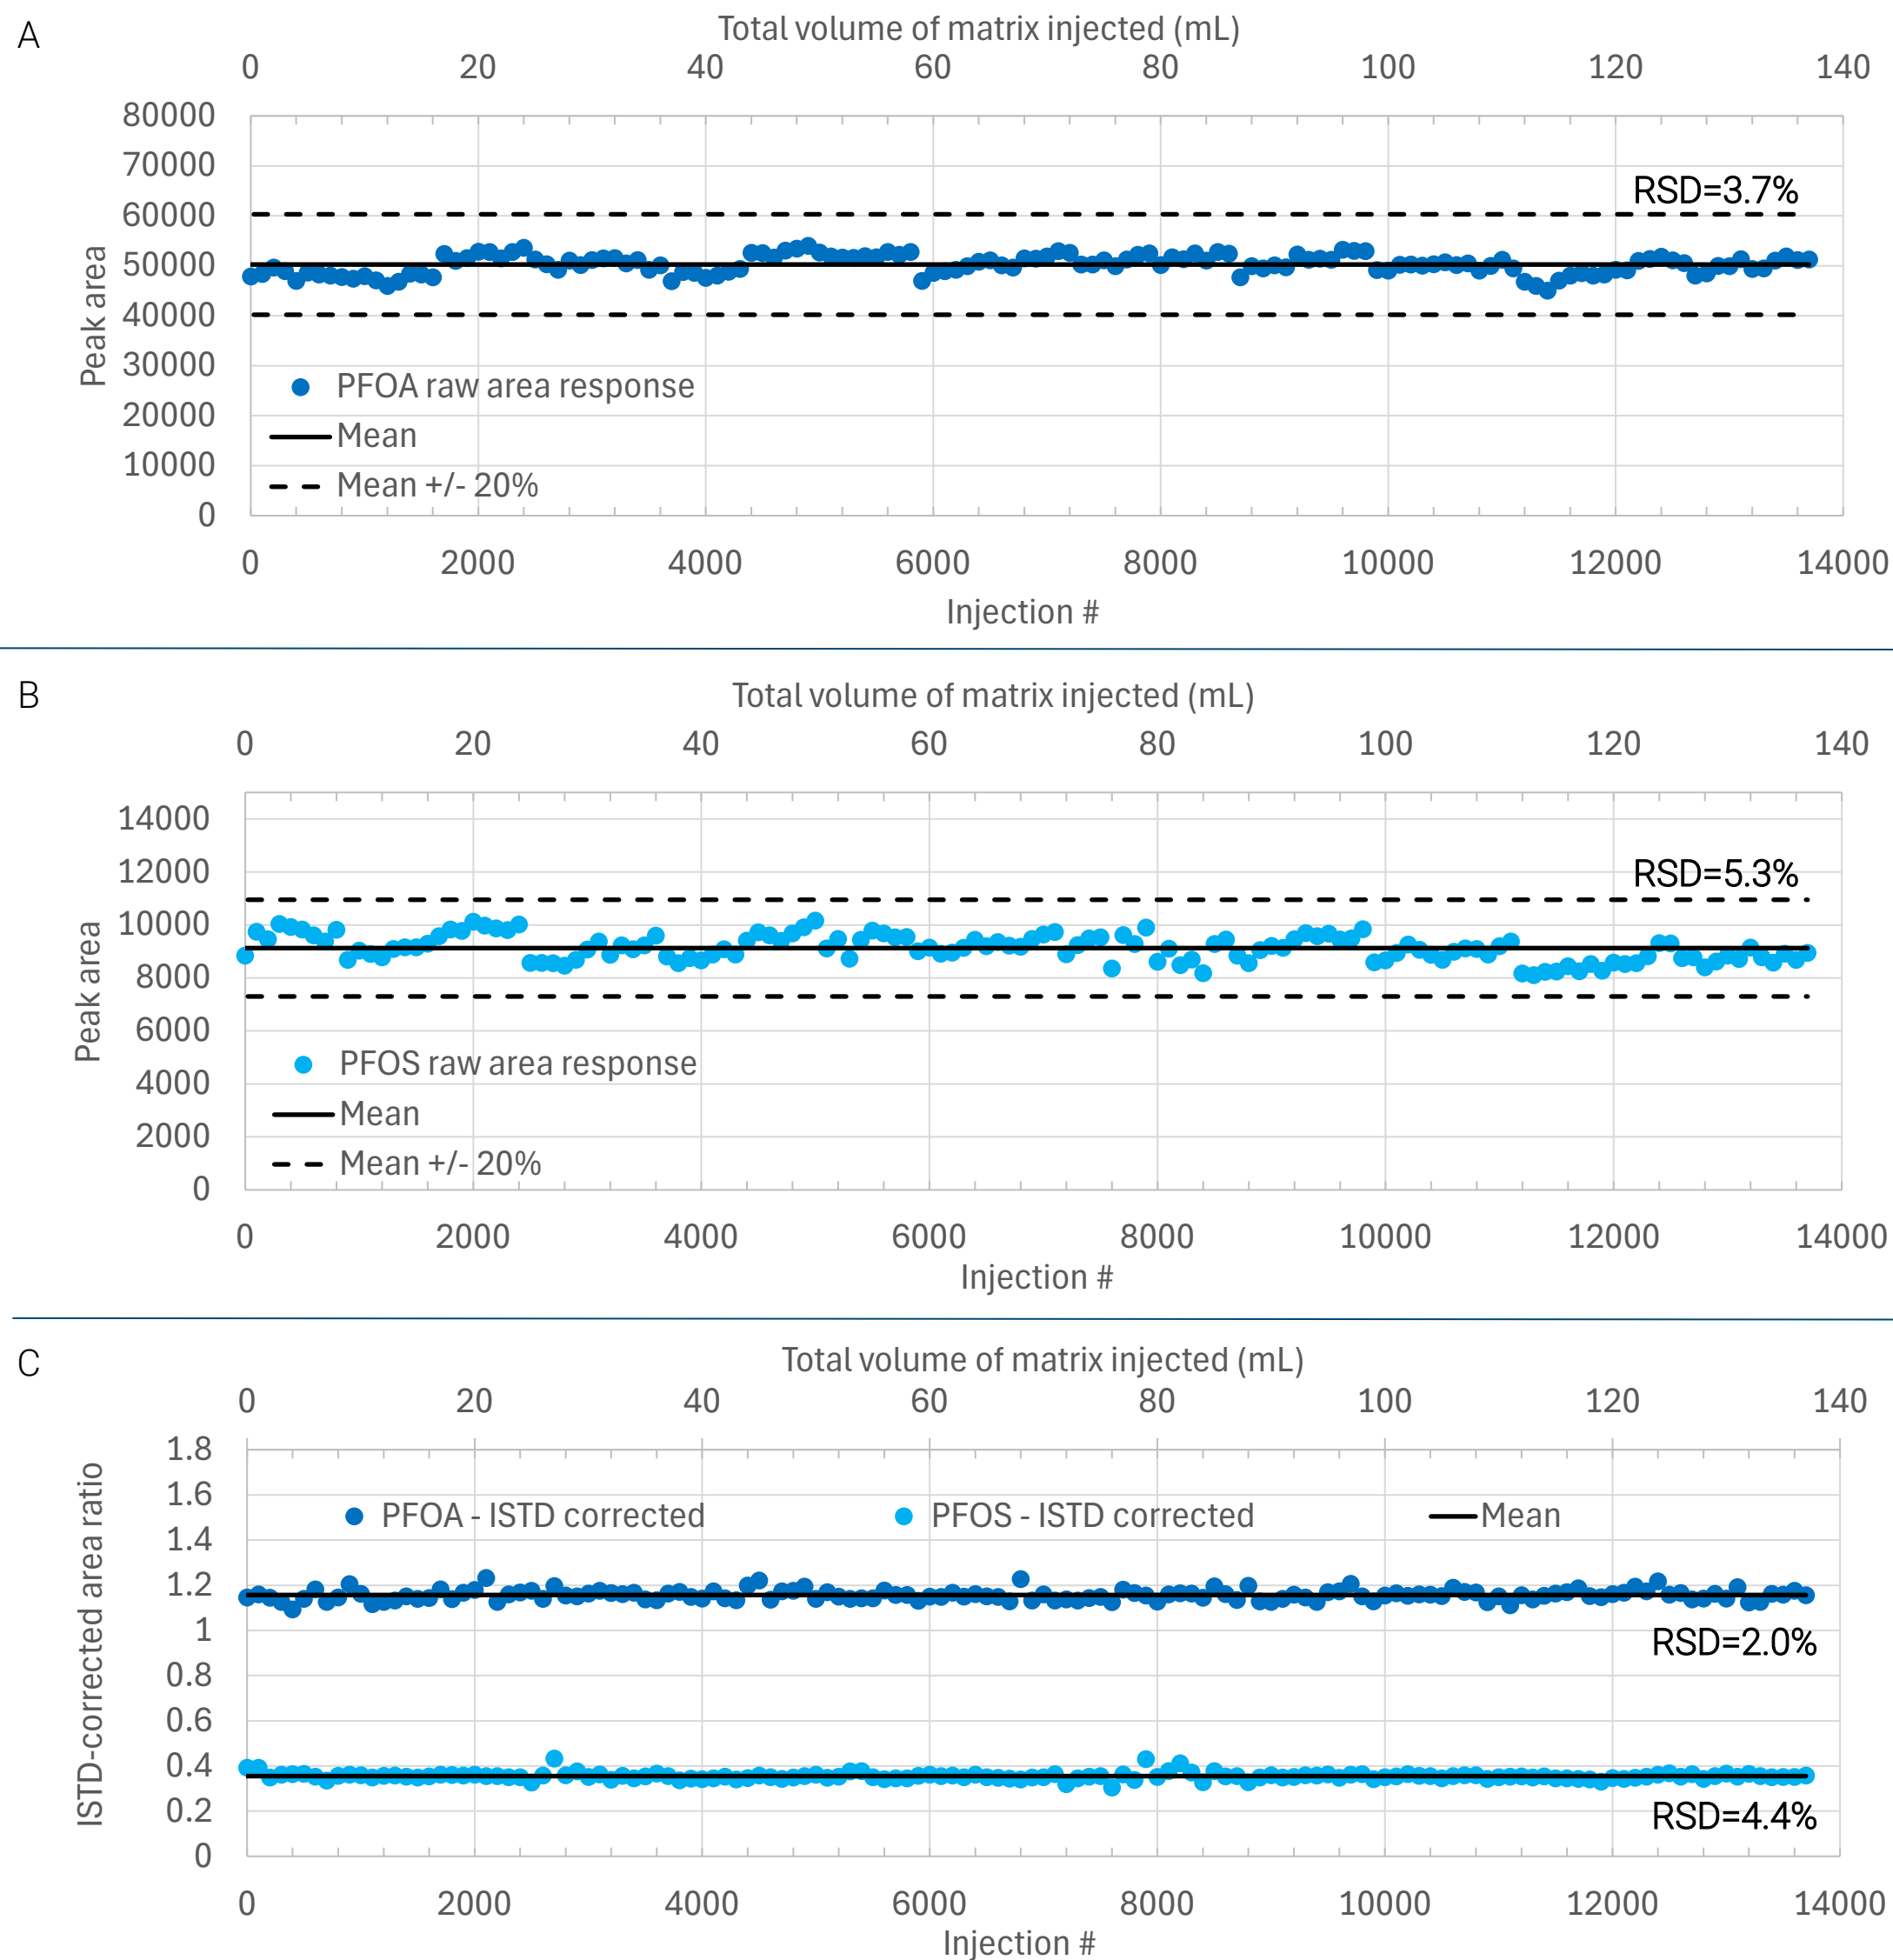 A
Total volume of matrix injected (mL)
0 20 40 60 80 100 120 140
80000
70000
RSD=3.7%
60000
50000
40000
Peak area
30000
PFOA raw area response
20000
Mean
10000
Mean +/- 20%
0
0 2000 4000 6000 8000 10000 12000 14000
Injection #
B
Total volume of matrix injected (mL)
0 20 40 60 80 100 120 140
14000
12000
RSD=5.3%
10000
8000
Peak area
6000
PFOS raw area response
4000
Mean
2000
Mean +/- 20%
0
0 2000 4000 6000 8000 10000 12000 14000
Injection #
C
Total volume of matrix injected (mL)
0 20 40 60 80 100 120 140
1.8
1.6
PFOA - ISTD corrected PFOS - ISTD corrected Mean
1.4
1.2
1
RSD=2.0%
ISTD-corrected area ratio
0.8
0.6
0.4
0.2
RSD=4.4%
0
0 2000 4000 6000 8000 10000 12000 14000
Injection #